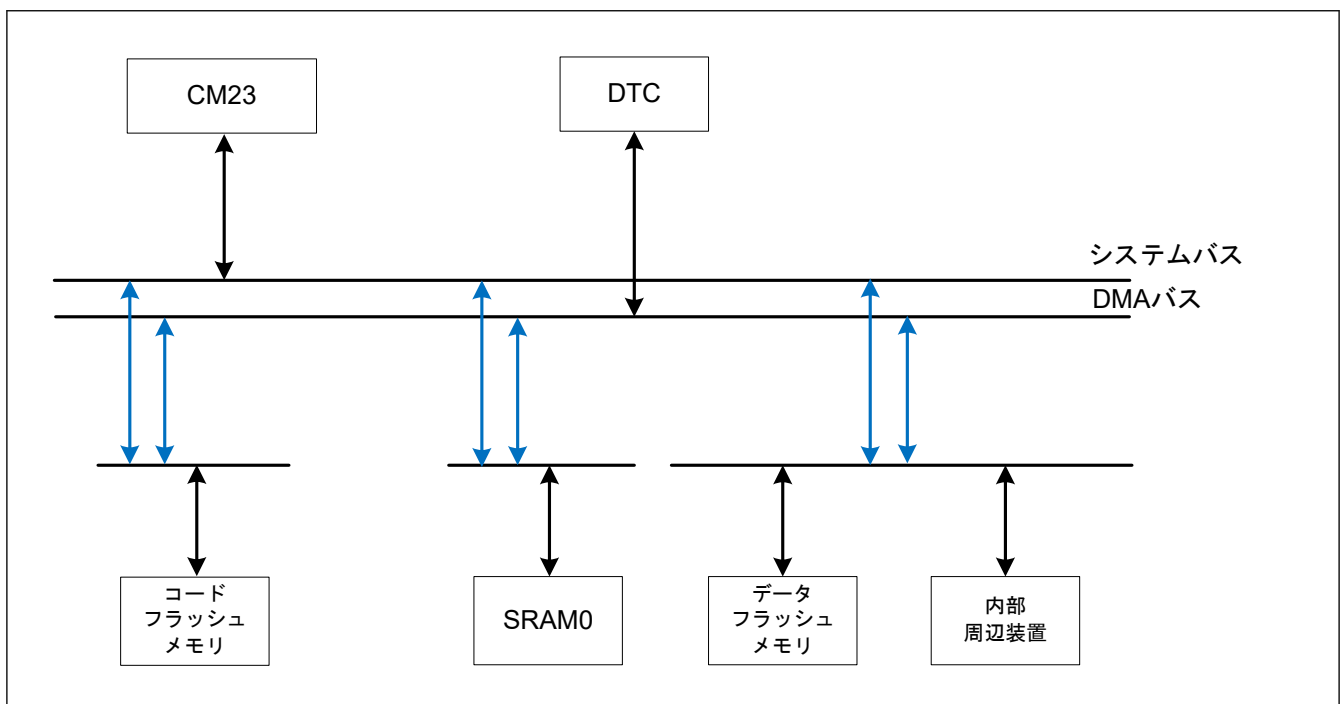 CM23
DTC
システムバス
DMAバス
コード
フラッシュ
メモリ
SRAM0
データ
フラッシュ
メモリ
内部
周辺装置